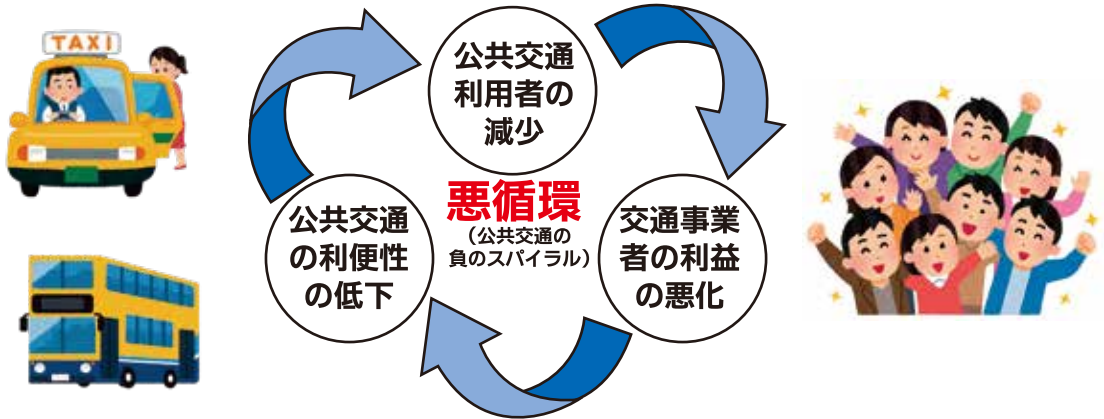 TAXI
公共交通
利用者の
減少
悪循環
（公共交通の
負のスパイラル）
交通事業
者の利益
の悪化
公共交通
の利便性
の低下